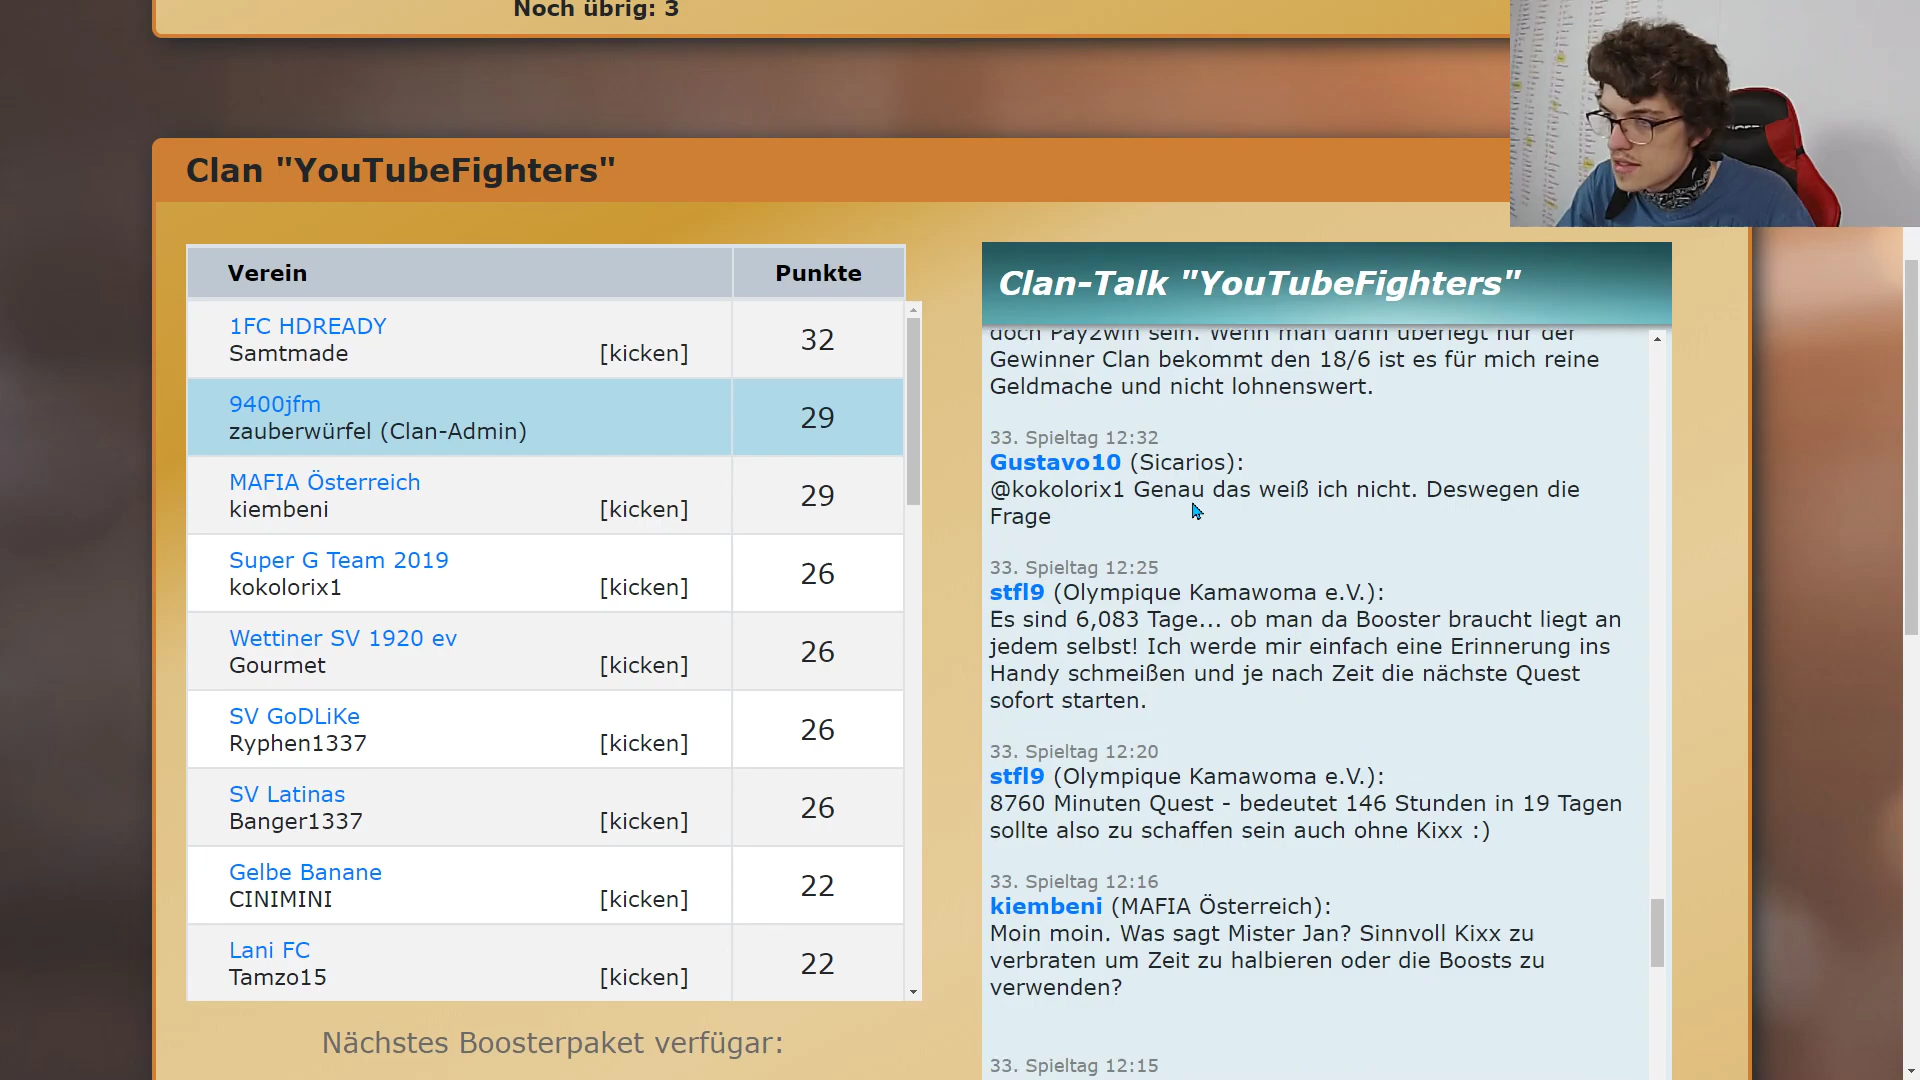 Noch übrig: 3
Clan "YouTubeFighters"
Verein Punkte
1FC HDREADY
Samtmade [kicken] 32
9400jfm
zauberwürfel (Clan-Admin) 29
MAFIA Österreich
kiembeni [kicken] 29
Super G Team 2019
kokolorix1 [kicken] 26
Wettiner SV 1920 ev
Gourmet [kicken] 26
SV GoDLiKe
Ryphen1337 [kicken] 26
SV Latinas
Banger1337 [kicken] 26
Gelbe Banane
CINIMINI [kicken] 22
Lani FC
Tamzo15 [kicken] 22
Nächstes Boosterpaket verfügar:
Clan-Talk "YouTubeFighters"
doch Pay2win sein. Wenn man dann überlegt nur der
Gewinner Clan bekommt den 18/6 ist es für mich reine
Geldmache und nicht lohnenswert.
33. Spieltag 12:32
Gustavo10 (Sicarios):
@kokolorix1 Genau das weiß ich nicht. Deswegen die
Frage
33. Spieltag 12:25
stfl9 (Olympique Kamawoma e.V.):
Es sind 6,083 Tage... ob man da Booster braucht liegt an
jedem selbst! Ich werde mir einfach eine Erinnerung ins
Handy schmeißen und je nach Zeit die nächste Quest
sofort starten.
33. Spieltag 12:20
stfl9 (Olympique Kamawoma e.V.):
8760 Minuten Quest - bedeutet 146 Stunden in 19 Tagen
sollte also zu schaffen sein auch ohne Kixx :)
33. Spieltag 12:16
kiembeni (MAFIA Österreich):
Moin moin. Was sagt Mister Jan? Sinnvoll Kixx zu
verbraten um Zeit zu halbieren oder die Boosts zu
verwenden?
33. Spieltag 12:15